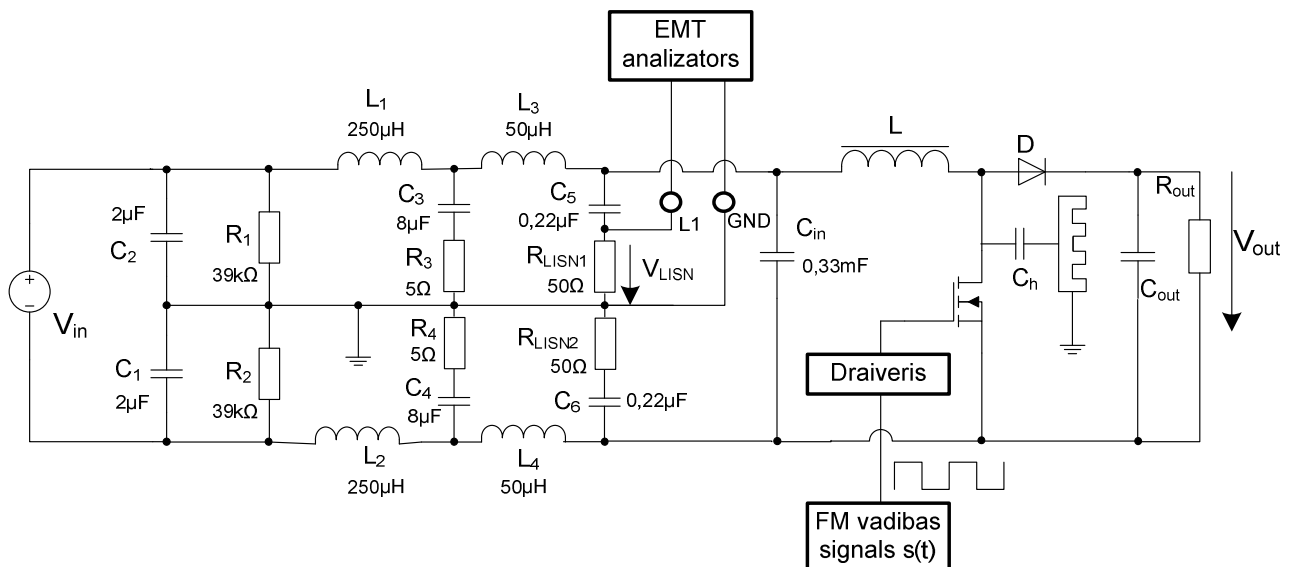 EMT
analizators
L1
250µH
L3
50µH
L
D
2µF
C2
R1
39kΩ
C3
8µF
R3
5Ω
C5
0,22µF
L1
GND
RLISN1
50Ω
VLISN
Cin
0,33mF
Ch
Cout
Rout
Vout
Vin
C1
2µF
R2
39kΩ
R4
5Ω
C4
8µF
RLISN2
50Ω
C6
0,22µF
Draiveris
L2
250µH
L4
50µH
FM vadibas
signals s(t)